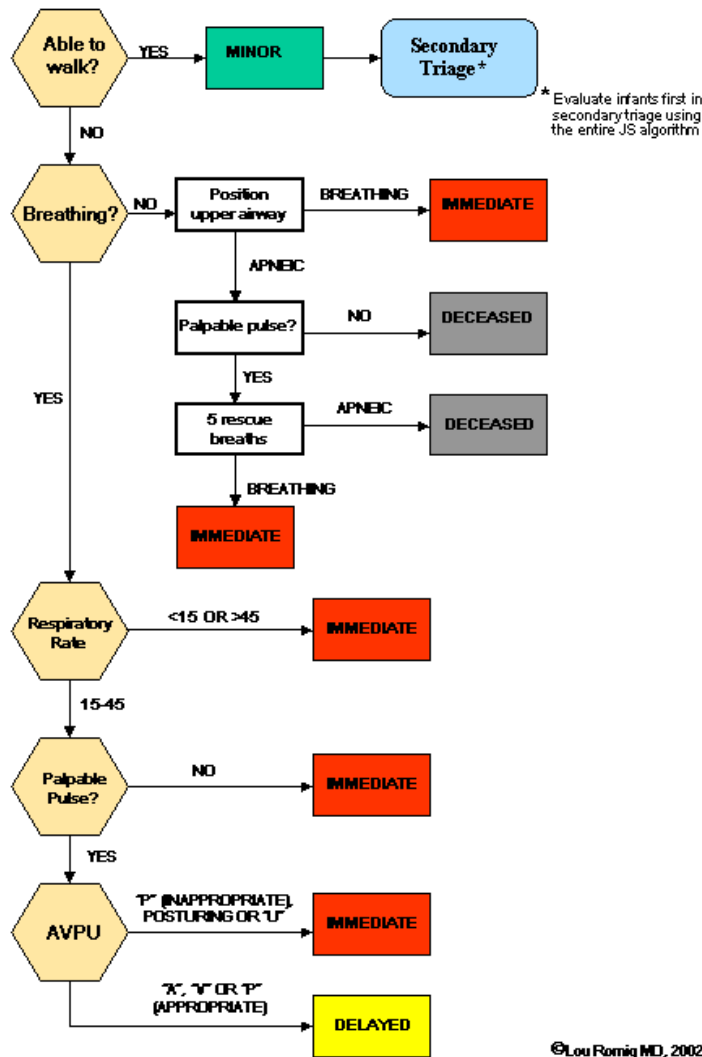 Able to
walk?
YES
MINOR
Secondary
Triage*
* Evaluate infants first in
secondary triage using
the entire JS algorithm
NO
Breathing?
NO
Position
upper airway
BREATHING
IMMEDIATE
APNEIC
Palpable pulse?
NO
DECEASED
YES
5 rescue
breaths
APNEIC
DECEASED
BREATHING
IMMEDIATE
YES
Respiratory
Rate
<15 OR >45
IMMEDIATE
15-45
Palpable
Pulse?
NO
IMMEDIATE
YES
AVPU
"P" (INAPPROPRIATE),
POSTURING OR "U"
IMMEDIATE
"A", "V" OR "P"
(APPROPRIATE)
DELAYED
©Lou Romig MD, 2002